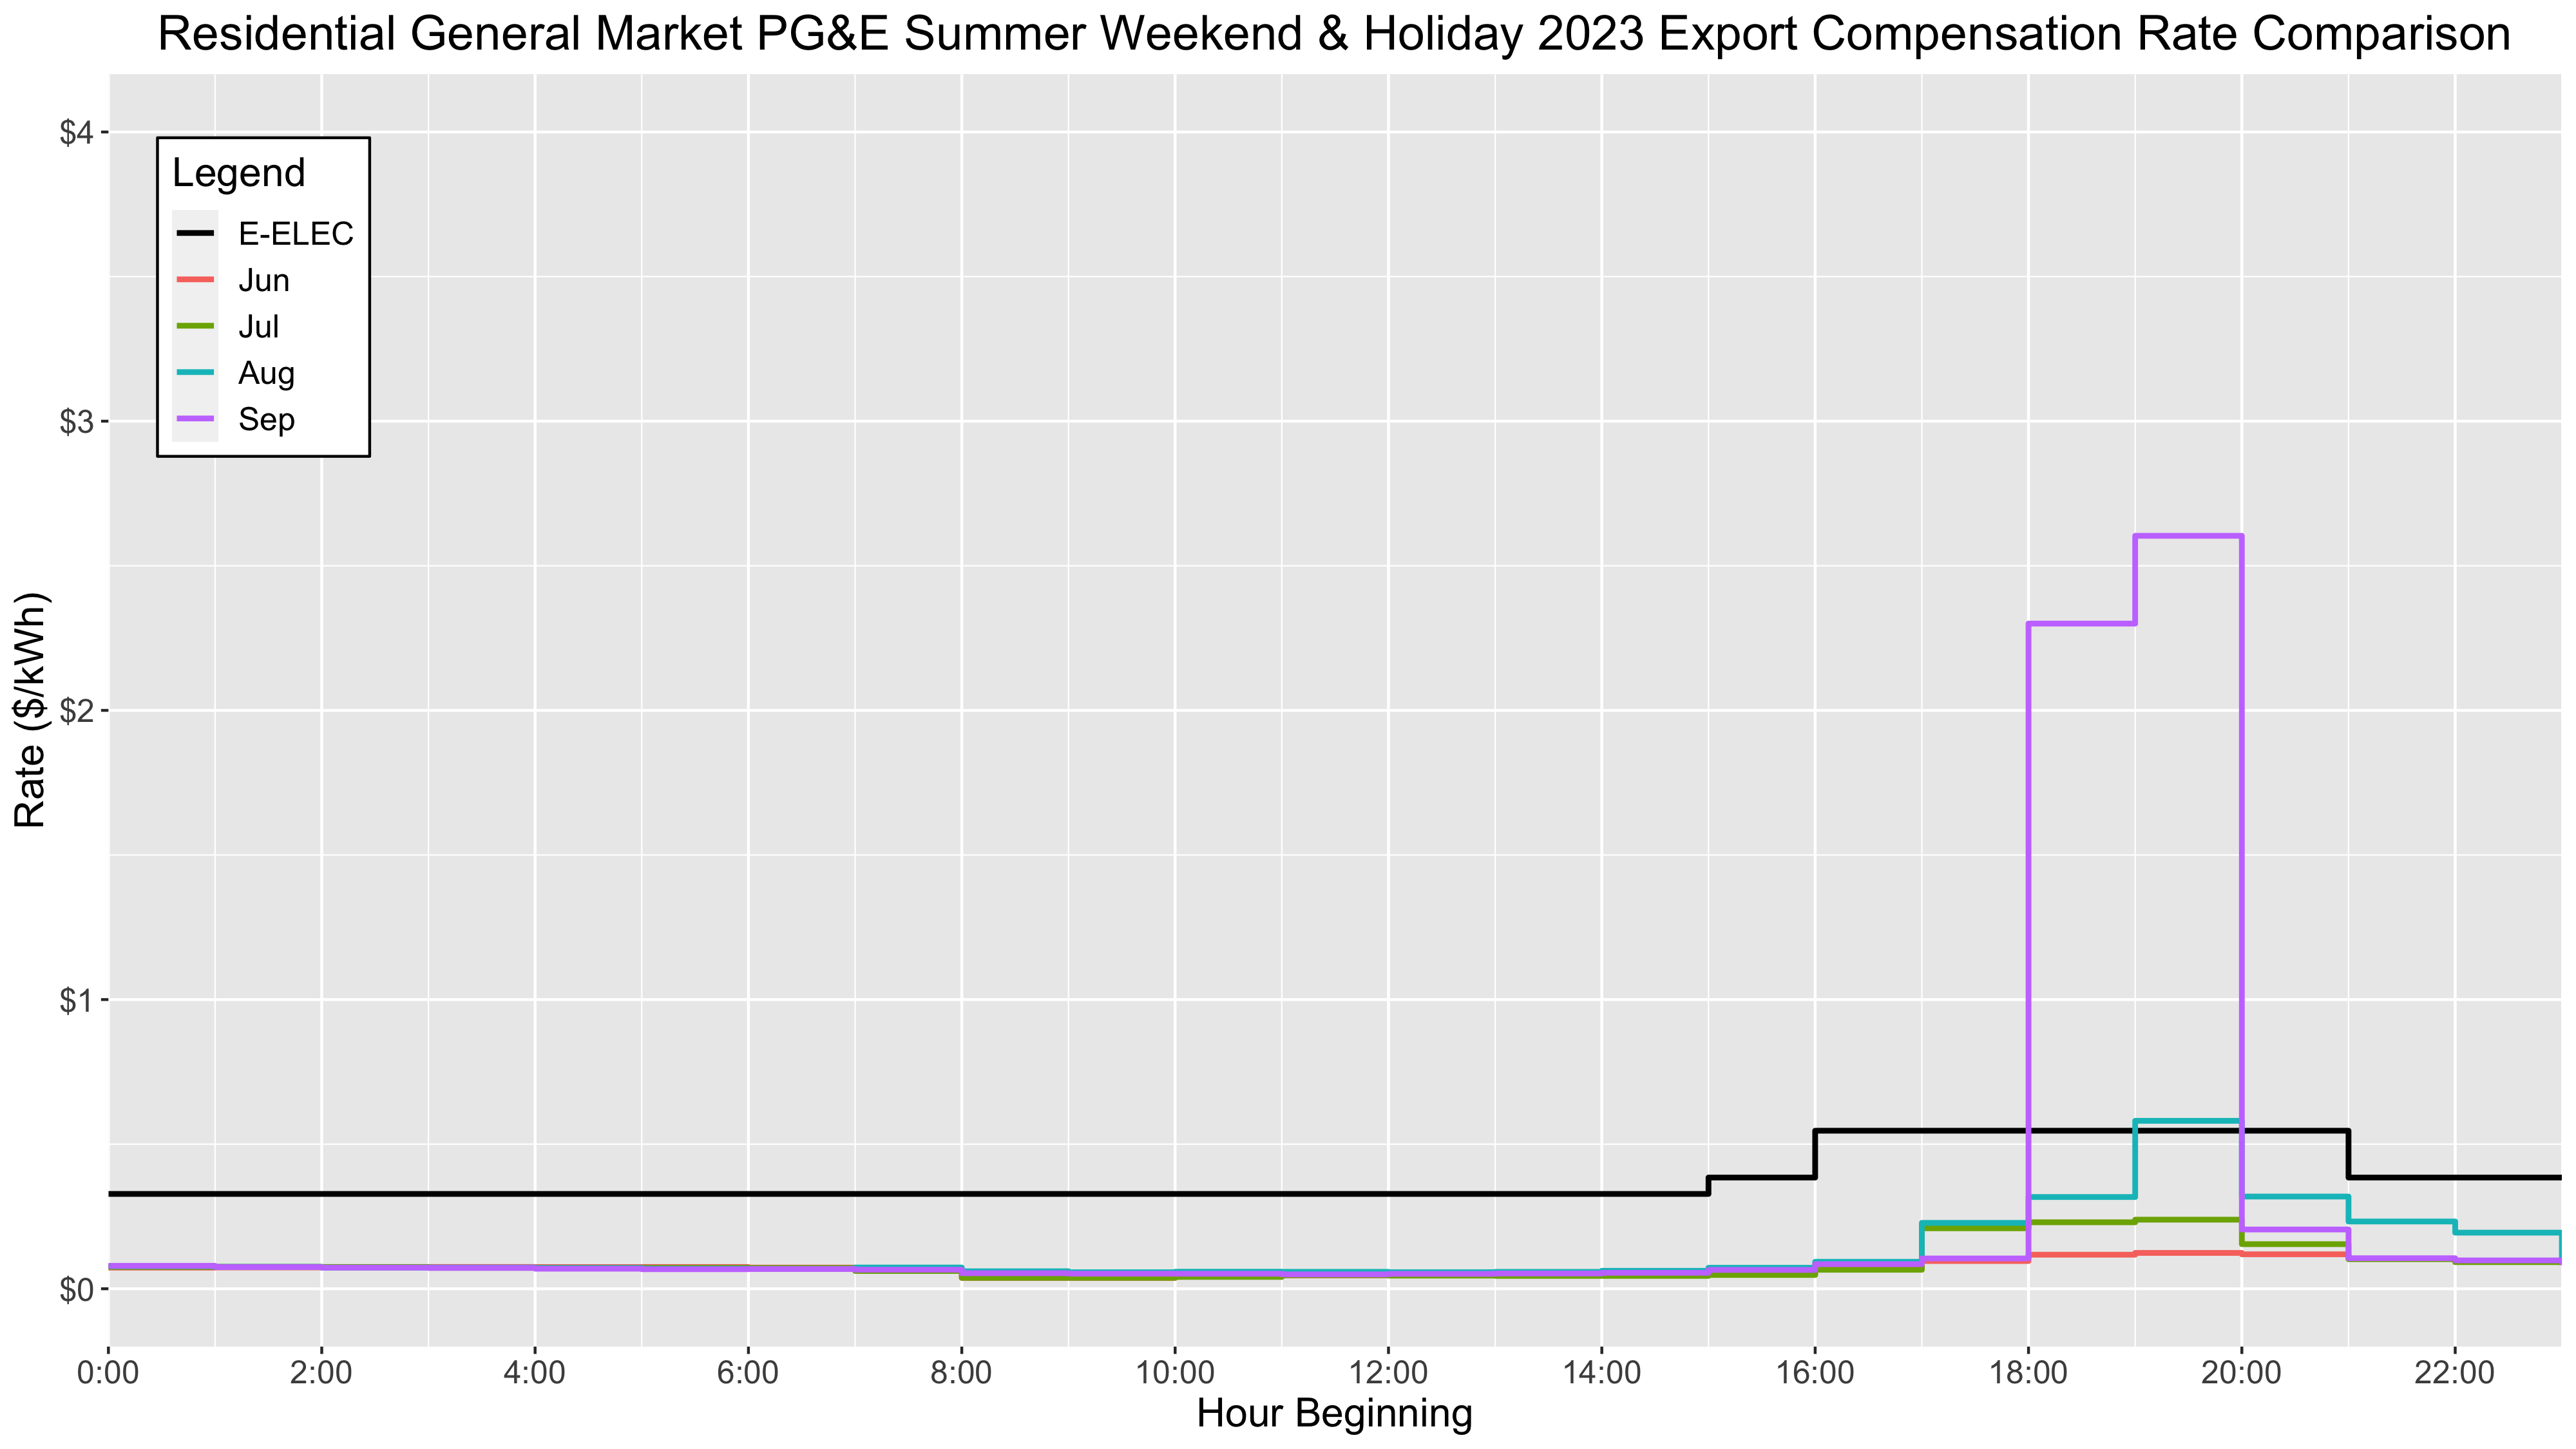 Residential General Market PG&E Summer Weekend & Holiday 2023 Export Compensation Rate Comparison
$4
$3
$2
$1
$0
Rate ($/kWh)
Legend
E-ELEC
Jun
Jul
Aug
Sep
0:00 2:00 4:00 6:00 8:00 10:00 12:00 14:00 16:00 18:00 20:00 22:00
Hour Beginning